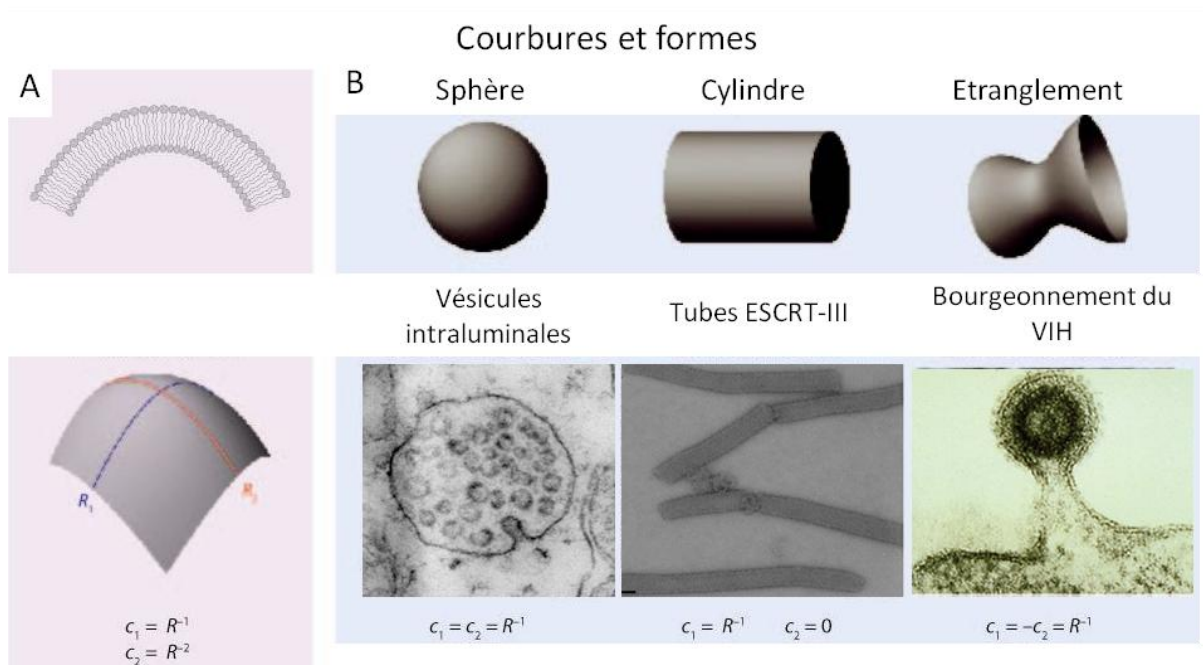 Courbures et formes
A
B
Sphère
Cylindre
Etranglement
Vésicules
intraluminales
Tubes ESCRT-III
Bourgeonnement du
VIH
R₁
R₂
c₁ = R⁻¹
c₂ = R⁻²
c₁ = c₂ = R⁻¹
c₁ = R⁻¹ c₂ = 0
c₁ = –c₂ = R⁻¹